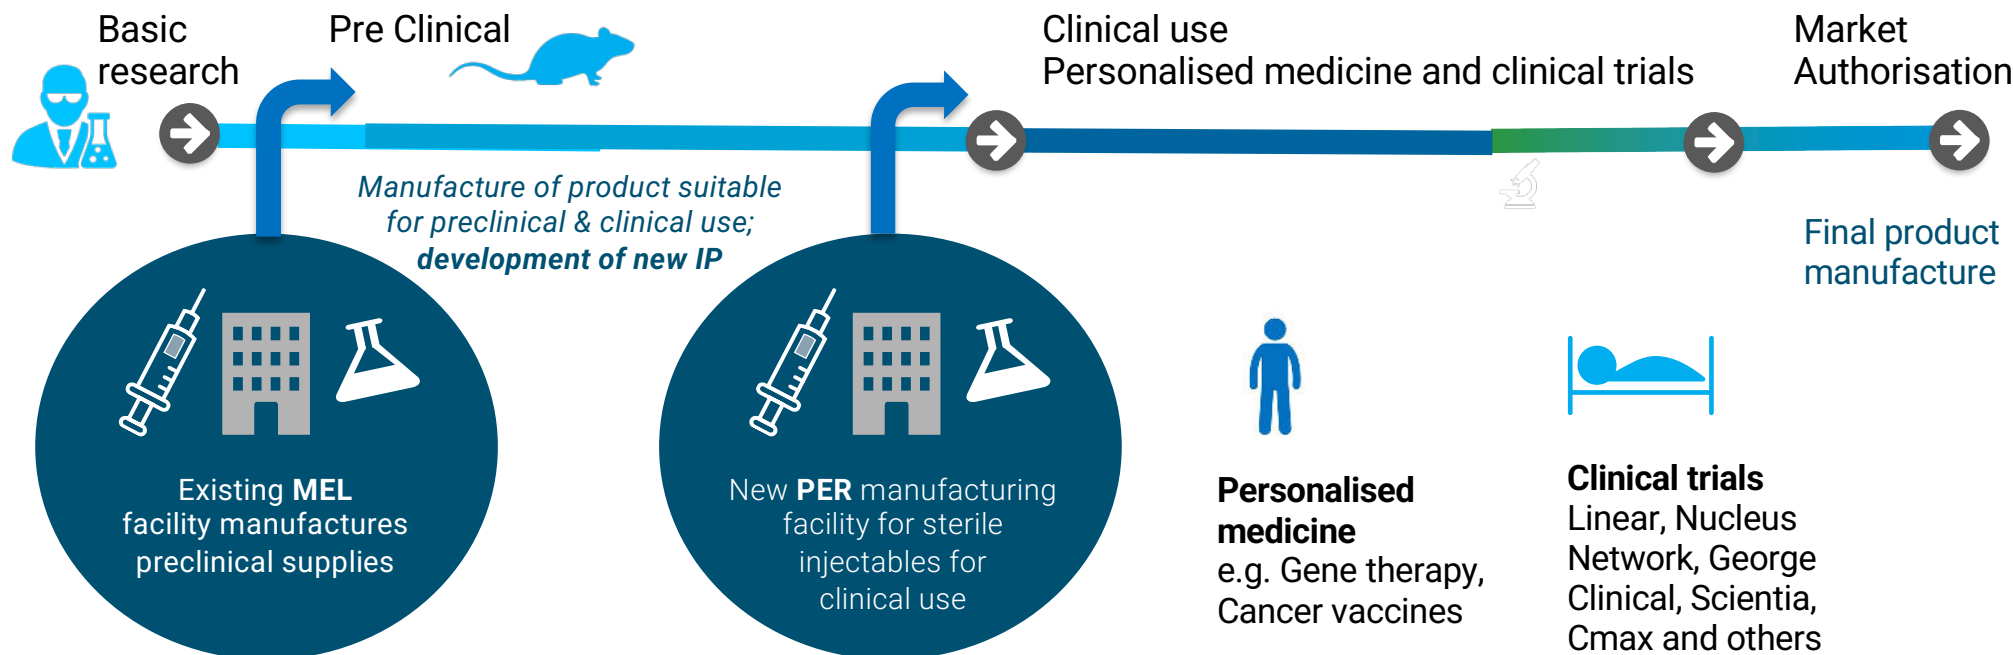 Basic
research
Pre Clinical
Clinical use
Personalised medicine and clinical trials
Market
Authorisation
Manufacture of product suitable
for preclinical & clinical use;
development of new IP
Final product
manufacture
Existing MEL
facility manufactures
preclinical supplies
New PER manufacturing
facility for sterile
injectables for
clinical use
Personalised
medicine
e.g. Gene therapy,
Cancer vaccines
Clinical trials
Linear, Nucleus
Network, George
Clinical, Scientia,
Cmax and others